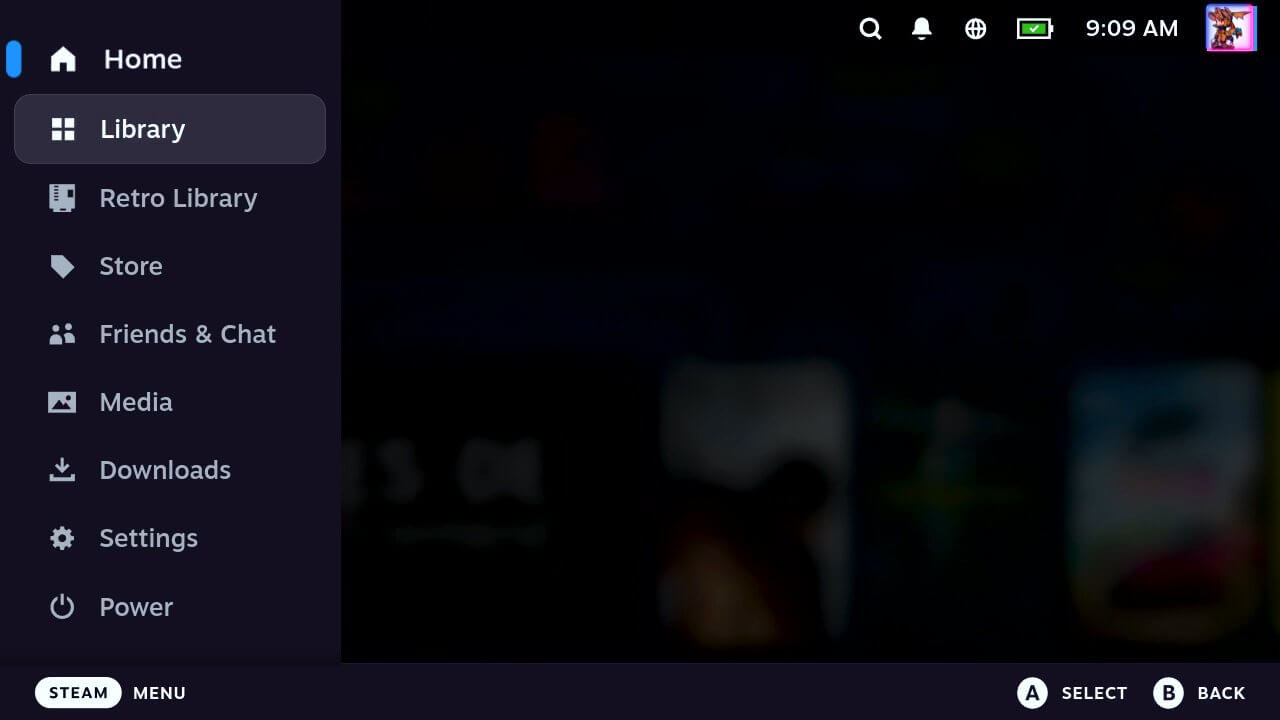 9:09 AM
Home
Library
Retro Library
Store
Friends & Chat
Media
Downloads
Settings
Power
STEAM MENU
A SELECT B BACK